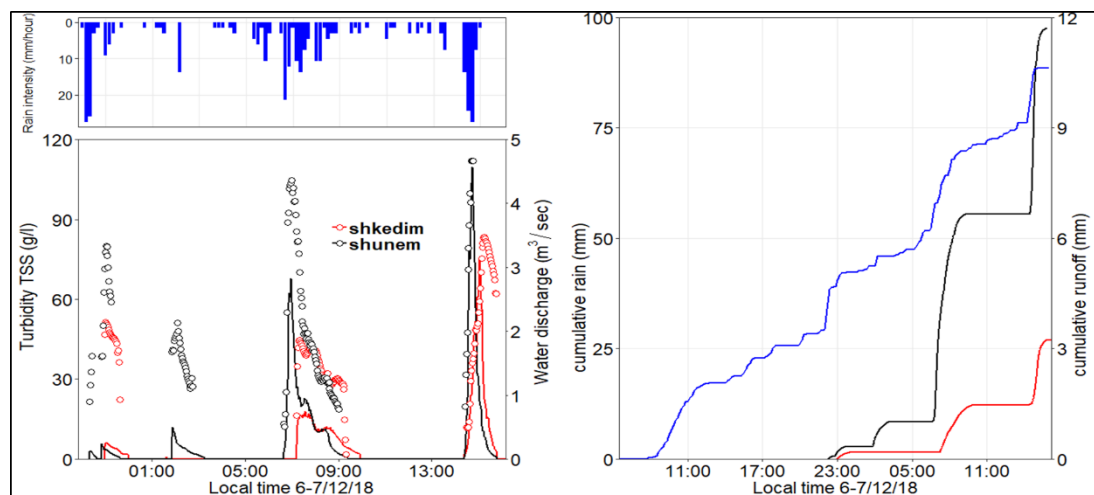 Rain intensity (mm/hour)
0
10
20
Turbidity TSS (g/l)
120
90
60
30
0
shkedim
shunem
5
4
3
2
1
0
Water discharge (m³/ sec)
01:00 05:00 09:00 13:00
Local time 6-7/12/18
cumulative rain (mm)
100
75
50
25
0
12
9
6
3
0
cumulative runoff (mm)
11:00 17:00 23:00 05:00 11:00
Local time 6-7/12/18